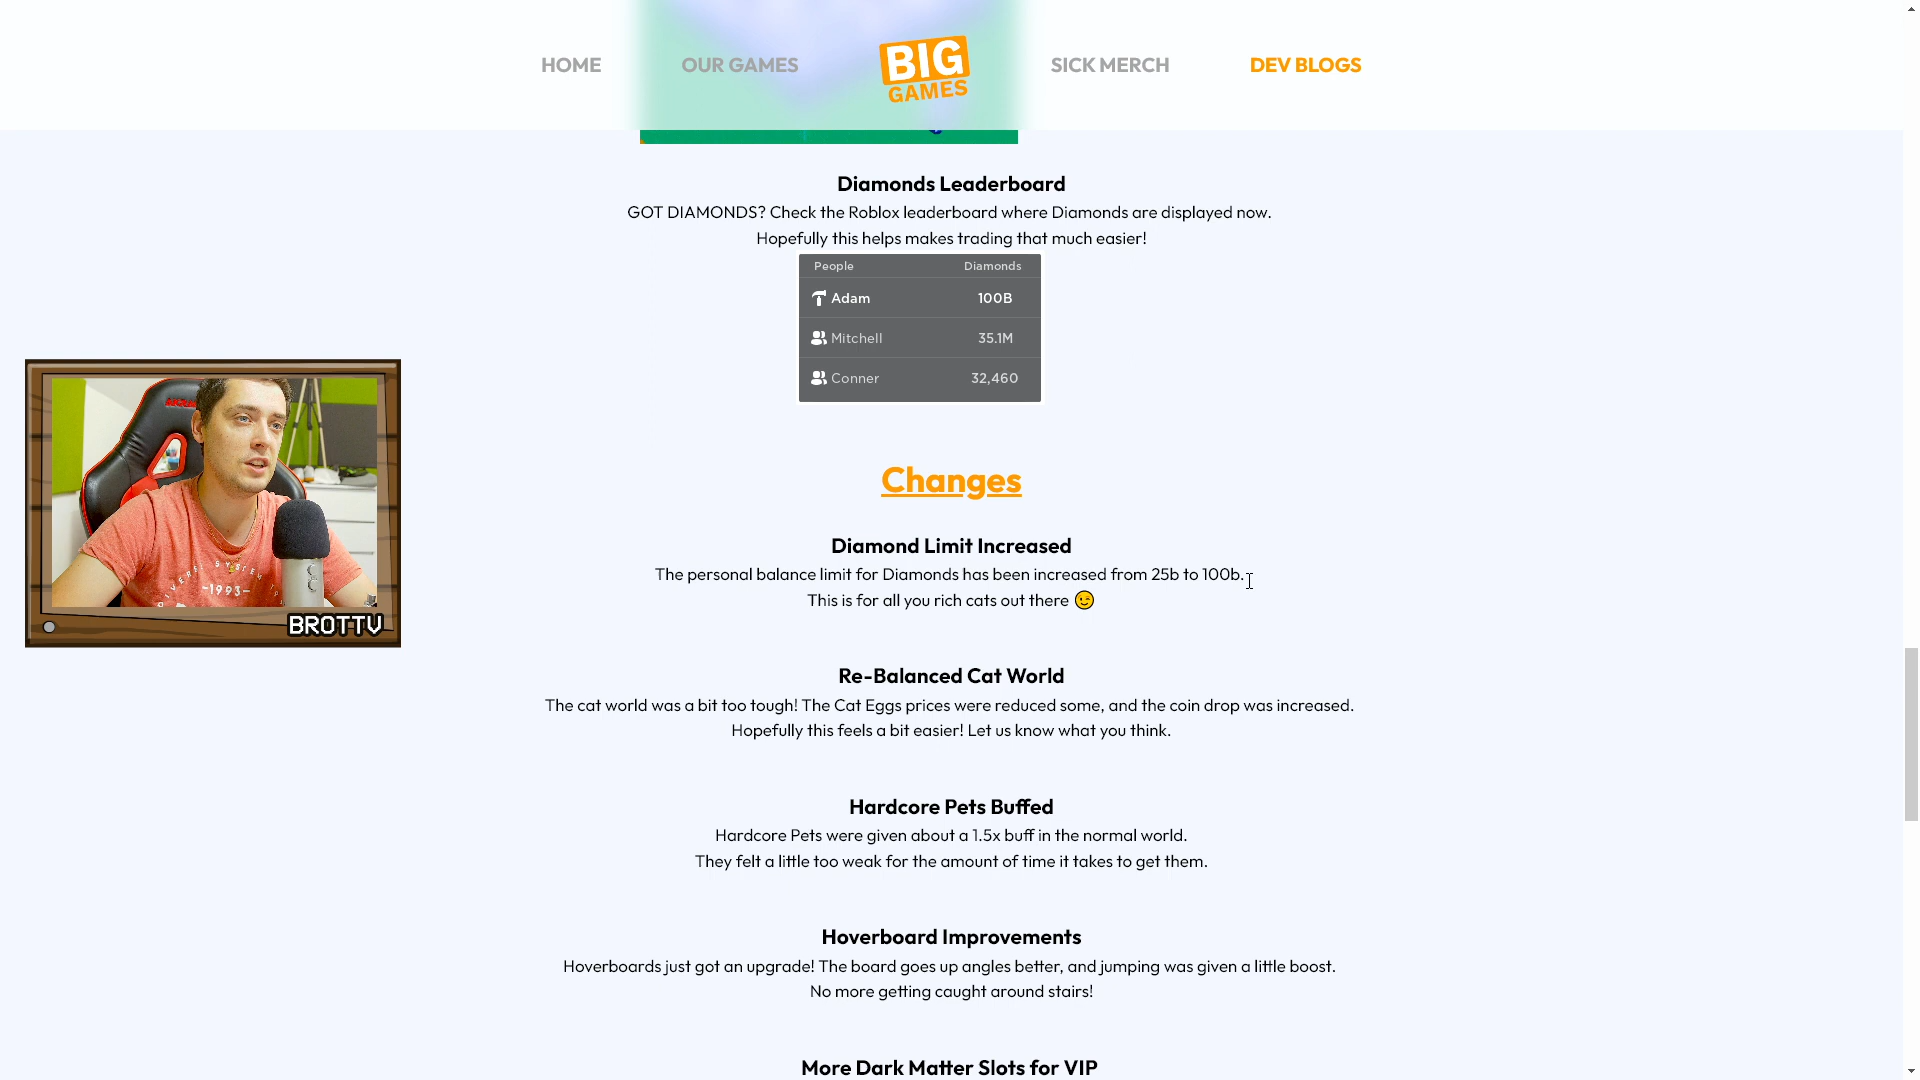 HOME
OUR GAMES
BIG
GAMES
SICK MERCH
DEV BLOGS
Diamonds Leaderboard
GOT DIAMONDS? Check the Roblox leaderboard where Diamonds are displayed now.
Hopefully this helps makes trading that much easier!
People Diamonds
Adam 100B
Mitchell 35.1M
Conner 32,460
Changes
Diamond Limit Increased
The personal balance limit for Diamonds has been increased from 25b to 100b.
This is for all you rich cats out there 😉
-1993-
BROTTV
Re-Balanced Cat World
The cat world was a bit too tough! The Cat Eggs prices were reduced some, and the coin drop was increased.
Hopefully this feels a bit easier! Let us know what you think.
Hardcore Pets Buffed
Hardcore Pets were given about a 1.5x buff in the normal world.
They felt a little too weak for the amount of time it takes to get them.
Hoverboard Improvements
Hoverboards just got an upgrade! The board goes up angles better, and jumping was given a little boost.
No more getting caught around stairs!
More Dark Matter Slots for VIP